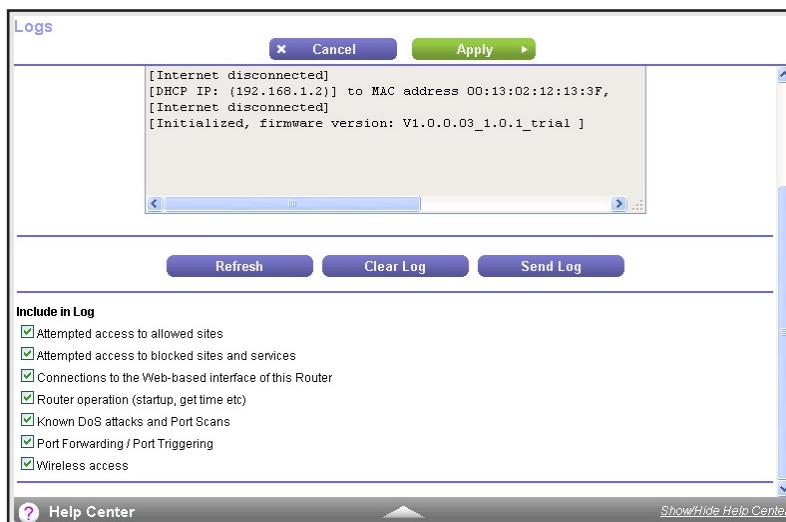 Logs
Cancel
Apply
[Internet disconnected]
[DHCP IP: (192.168.1.2)] to MAC address 00:13:02:12:13:3F,
[Internet disconnected]
[Initialized, firmware version: V1.0.0.03_1.0.1_trial ]
Refresh
Clear Log
Send Log
Include in Log
Attempted access to allowed sites
Attempted access to blocked sites and services
Connections to the Web-based interface of this Router
Router operation (startup, get time etc)
Known DoS attacks and Port Scans
Port Forwarding / Port Triggering
Wireless access
? Help Center
Show/Hide Help Center